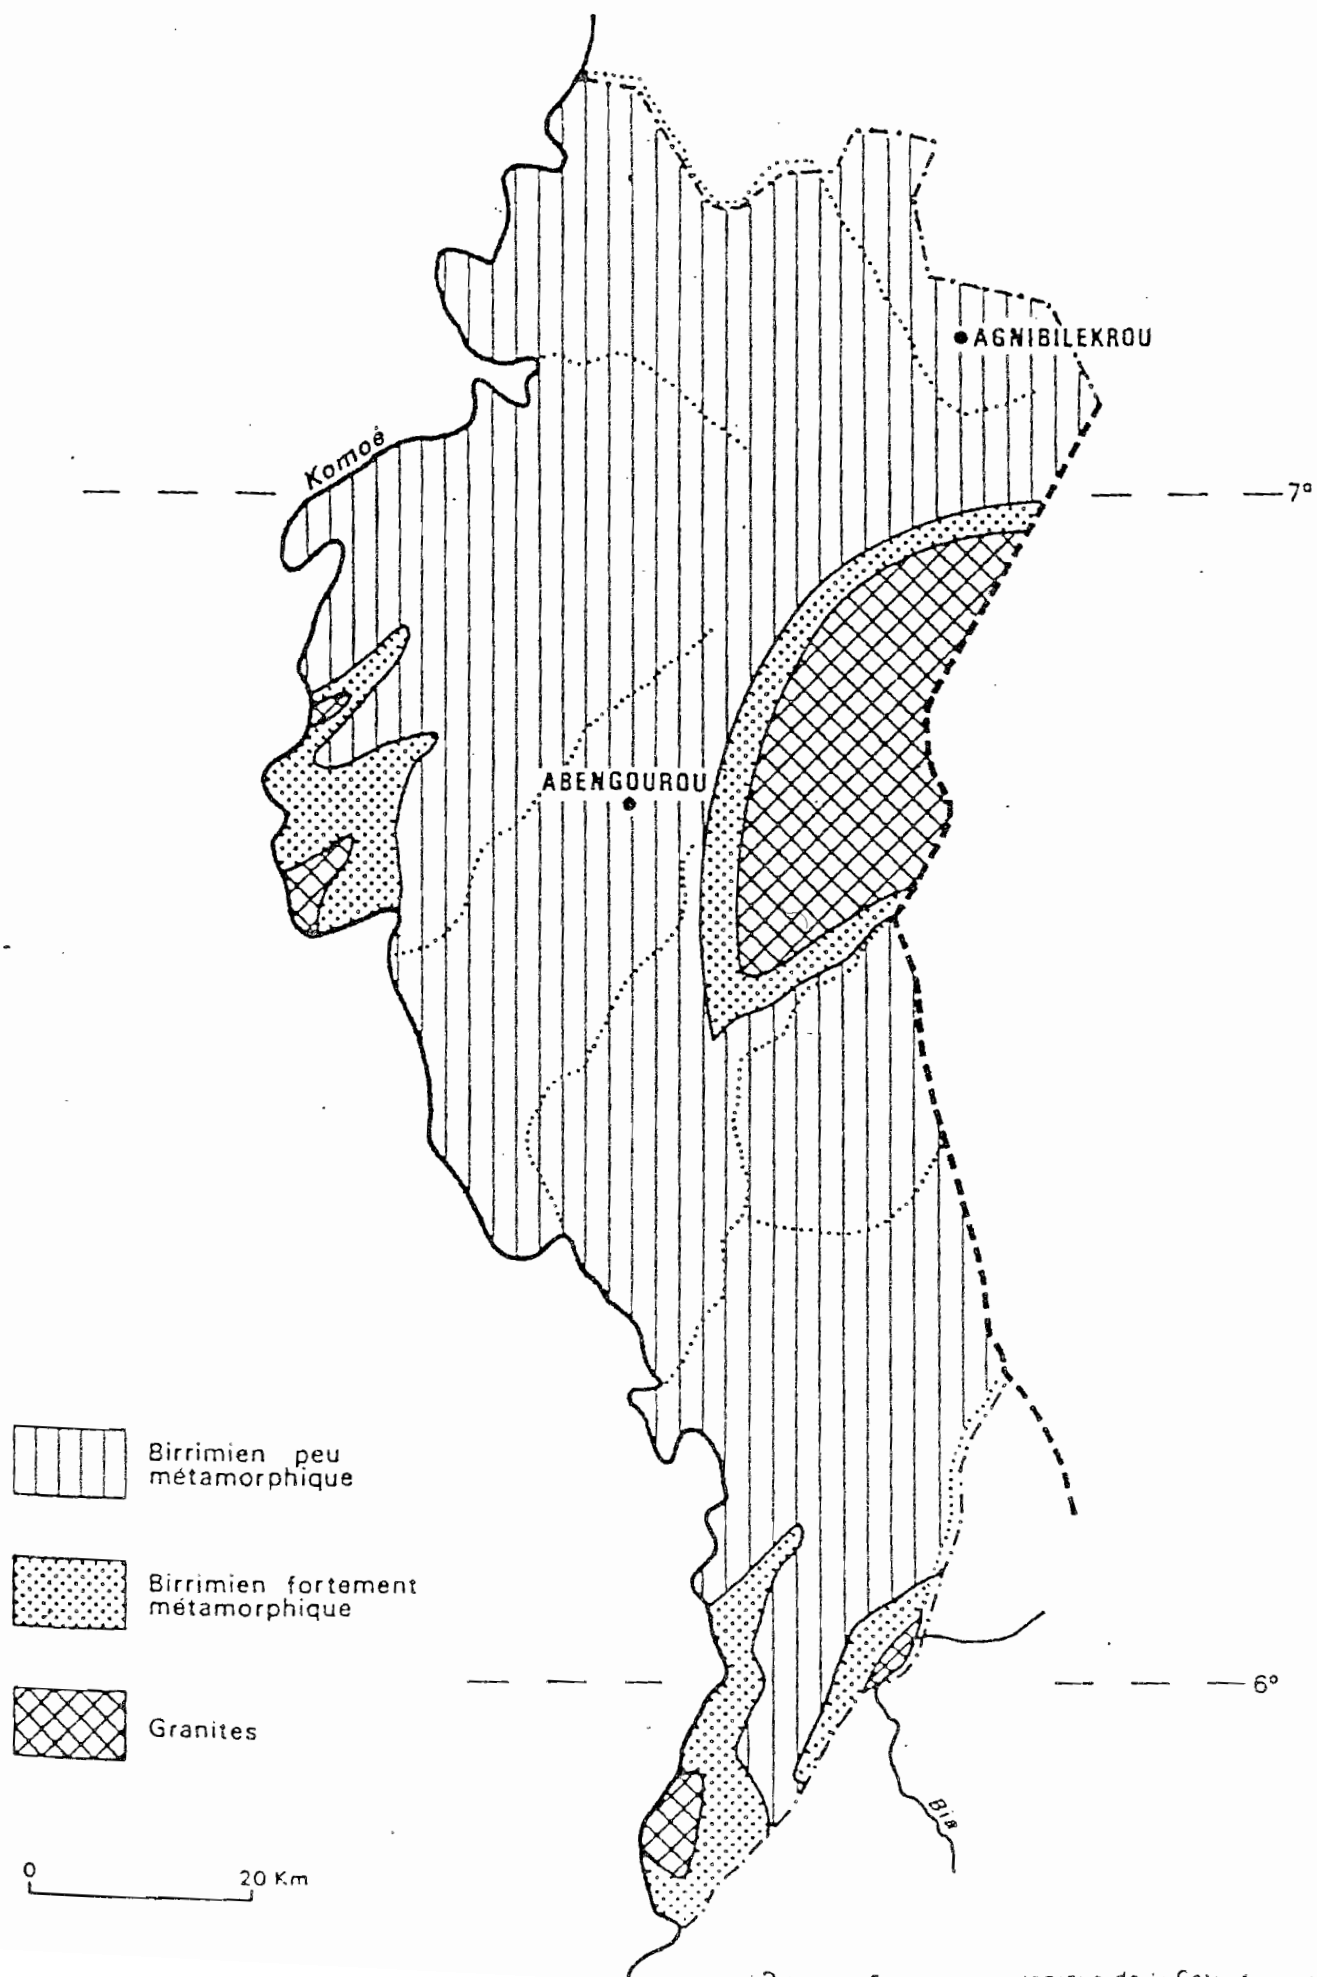 AGNIBILEKROU
Komoé
7°
ABENGOUROU
Birrimien peu
métamorphique
Birrimien fortement
métamorphique
Granites
6°
Bia
0 20 Km